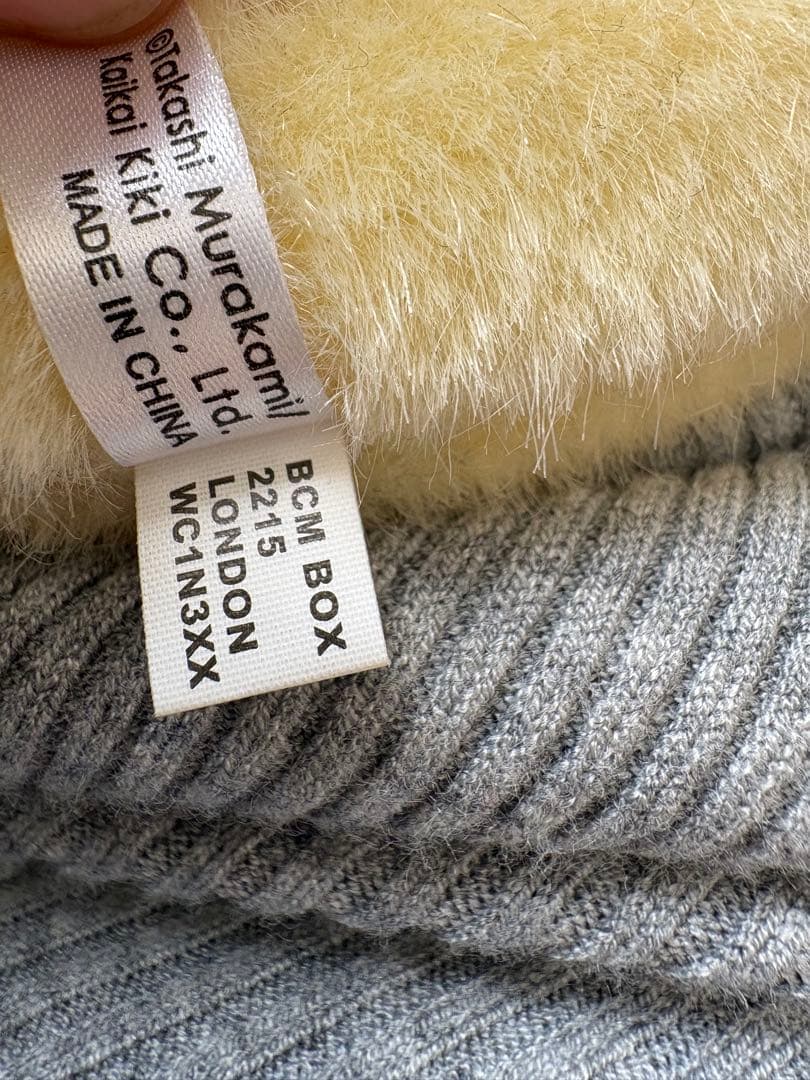 ©Takashi Murakami/
Kaikai Kiki Co., Ltd.
MADE IN CHINA
BCM BOX
2215
LONDON
WC1N3XX